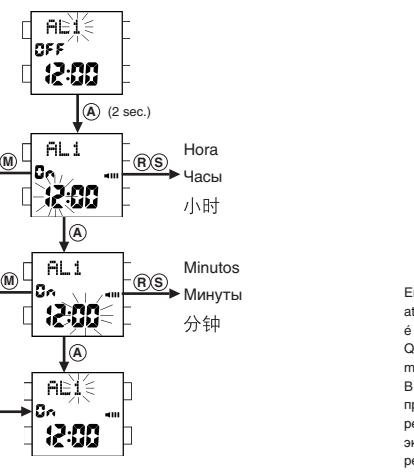 AL1
OFF
12:00
A (2 sec.)
AL1
On
12:00
M
R S
Hora
Часы
小时
A
AL1
On
12:00
M
R S
Minutos
Минуты
分钟
A
AL1
On
12:00
é